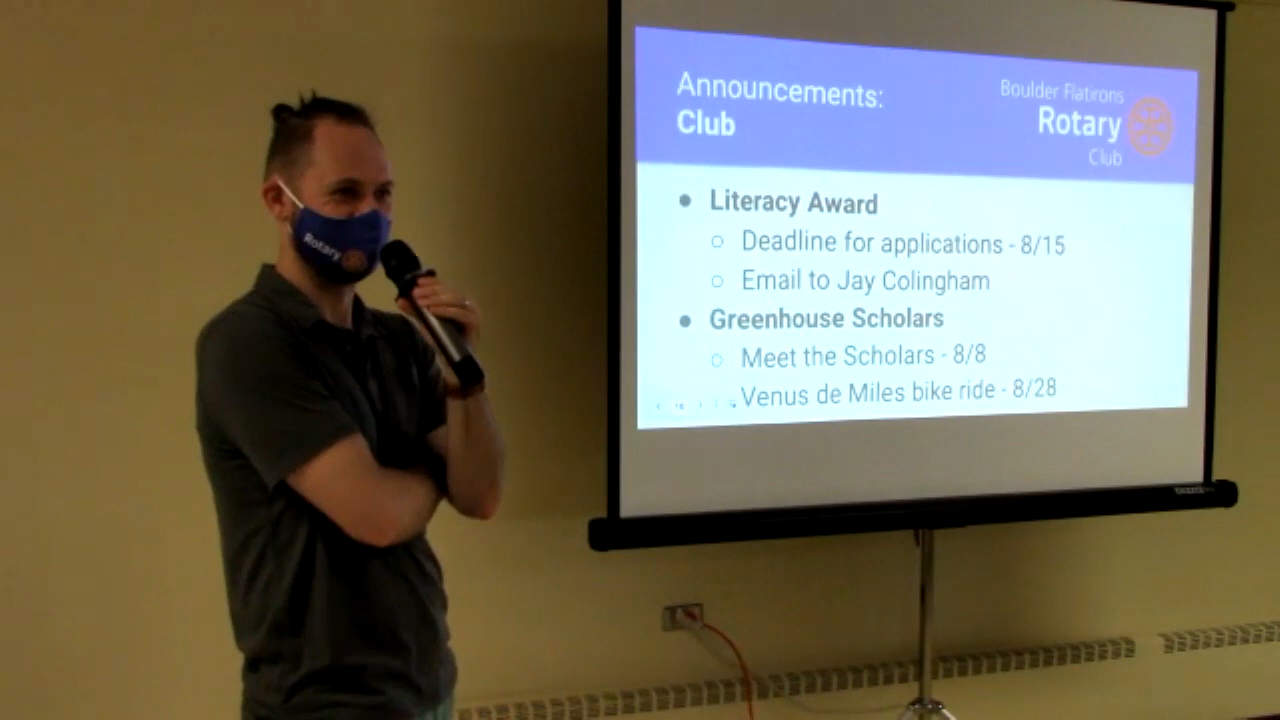 Announcements:
Club
Boulder Flatirons
Rotary
Club
● Literacy Award
○ Deadline for applications - 8/15
○ Email to Jay Colingham
● Greenhouse Scholars
○ Meet the Scholars - 8/8
Venus de Miles bike ride - 8/28
Rotary